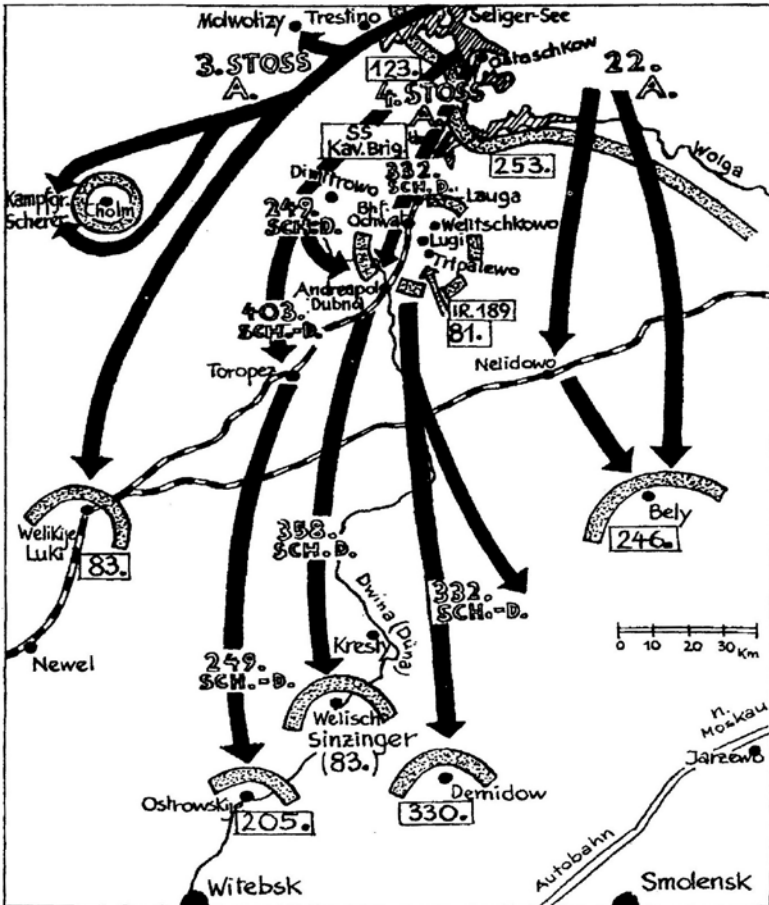 Molwolizy
Trestino
Seliger-See
Ostaschkow
3. STOSS
A.
123.
4. STOSS
A
22.
A.
SS
Kav. Brig.
253.
Wolga
332.
SCH.-D.
Kampfgr.
Scherer
Cholm
Dimitrowo
Lauga
249.
SCH.-D.
Bhf.
Ochwat
Welitschkowo
Lugi
Tripalewo
Andreapol
Dubna
IR. 189
81.
403.
SCH.-D.
Toropez
Nelidowo
Welikije
Luki
83.
Bely
246.
358.
SCH.D.
Dwina (Düna)
332.
SCH.-D.
0 10 20 30 Km
Newel
Kresty
249.
SCH.-D.
Welisch
Sinzinger
(83.)
n. Moskau
Jarzewo
Ostrowskije
205.
330.
Demidow
Autobahn
Witebsk
Smolensk